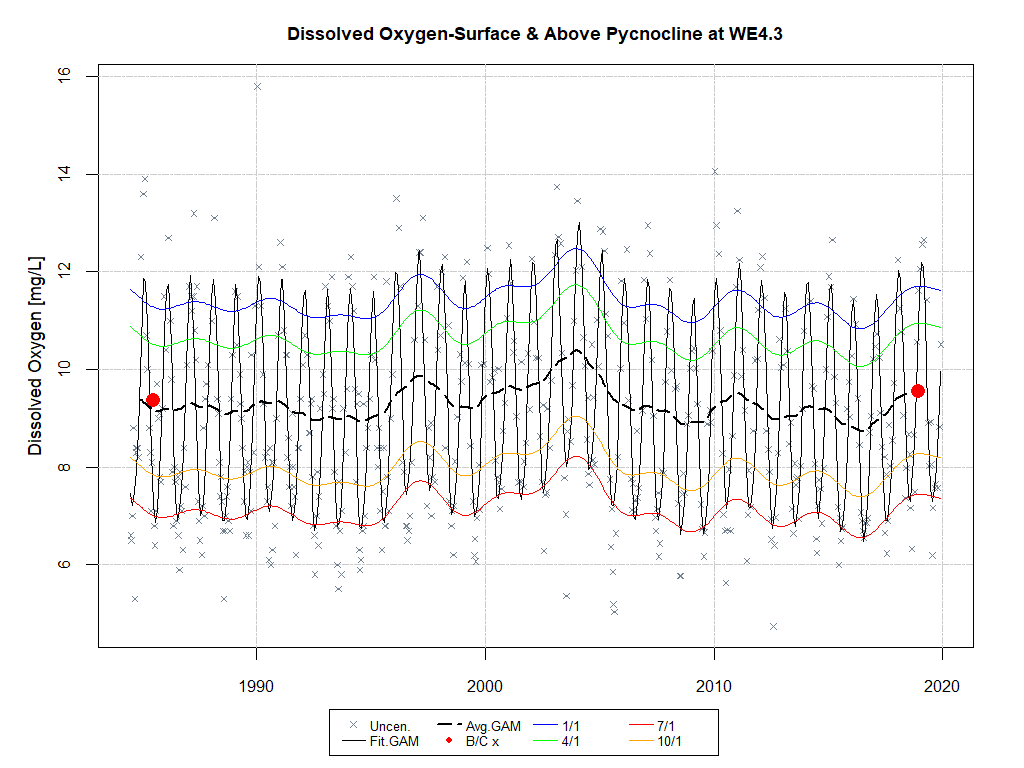 Dissolved Oxygen-Surface & Above Pycnocline at WE4.3
Dissolved Oxygen [mg/L]
16
14
12
10
8
6
1990
2000
2010
2020
Uncen.
Avg.GAM
1/1
7/1
Fit.GAM
B/C x
4/1
10/1